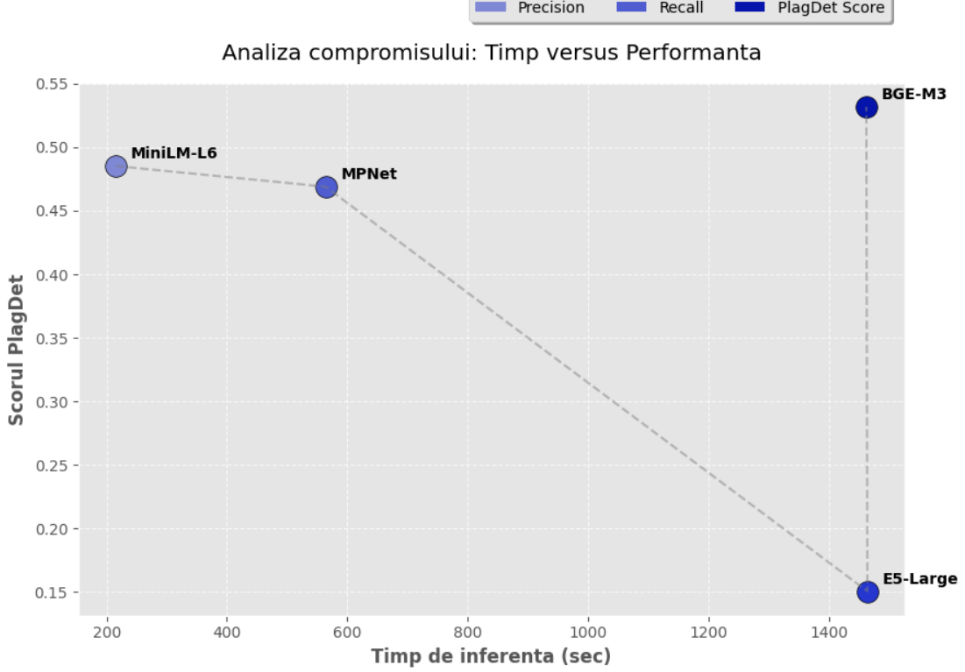 Precision Recall PlagDet Score
Analiza compromisului: Timp versus Performanta
0.55
BGE-M3
0.50
MiniLM-L6
MPNet
0.45
0.40
0.35
0.30
0.25
0.20
0.15
E5-Large
Scorul PlagDet
200 400 600 800 1000 1200 1400
Timp de inferenta (sec)